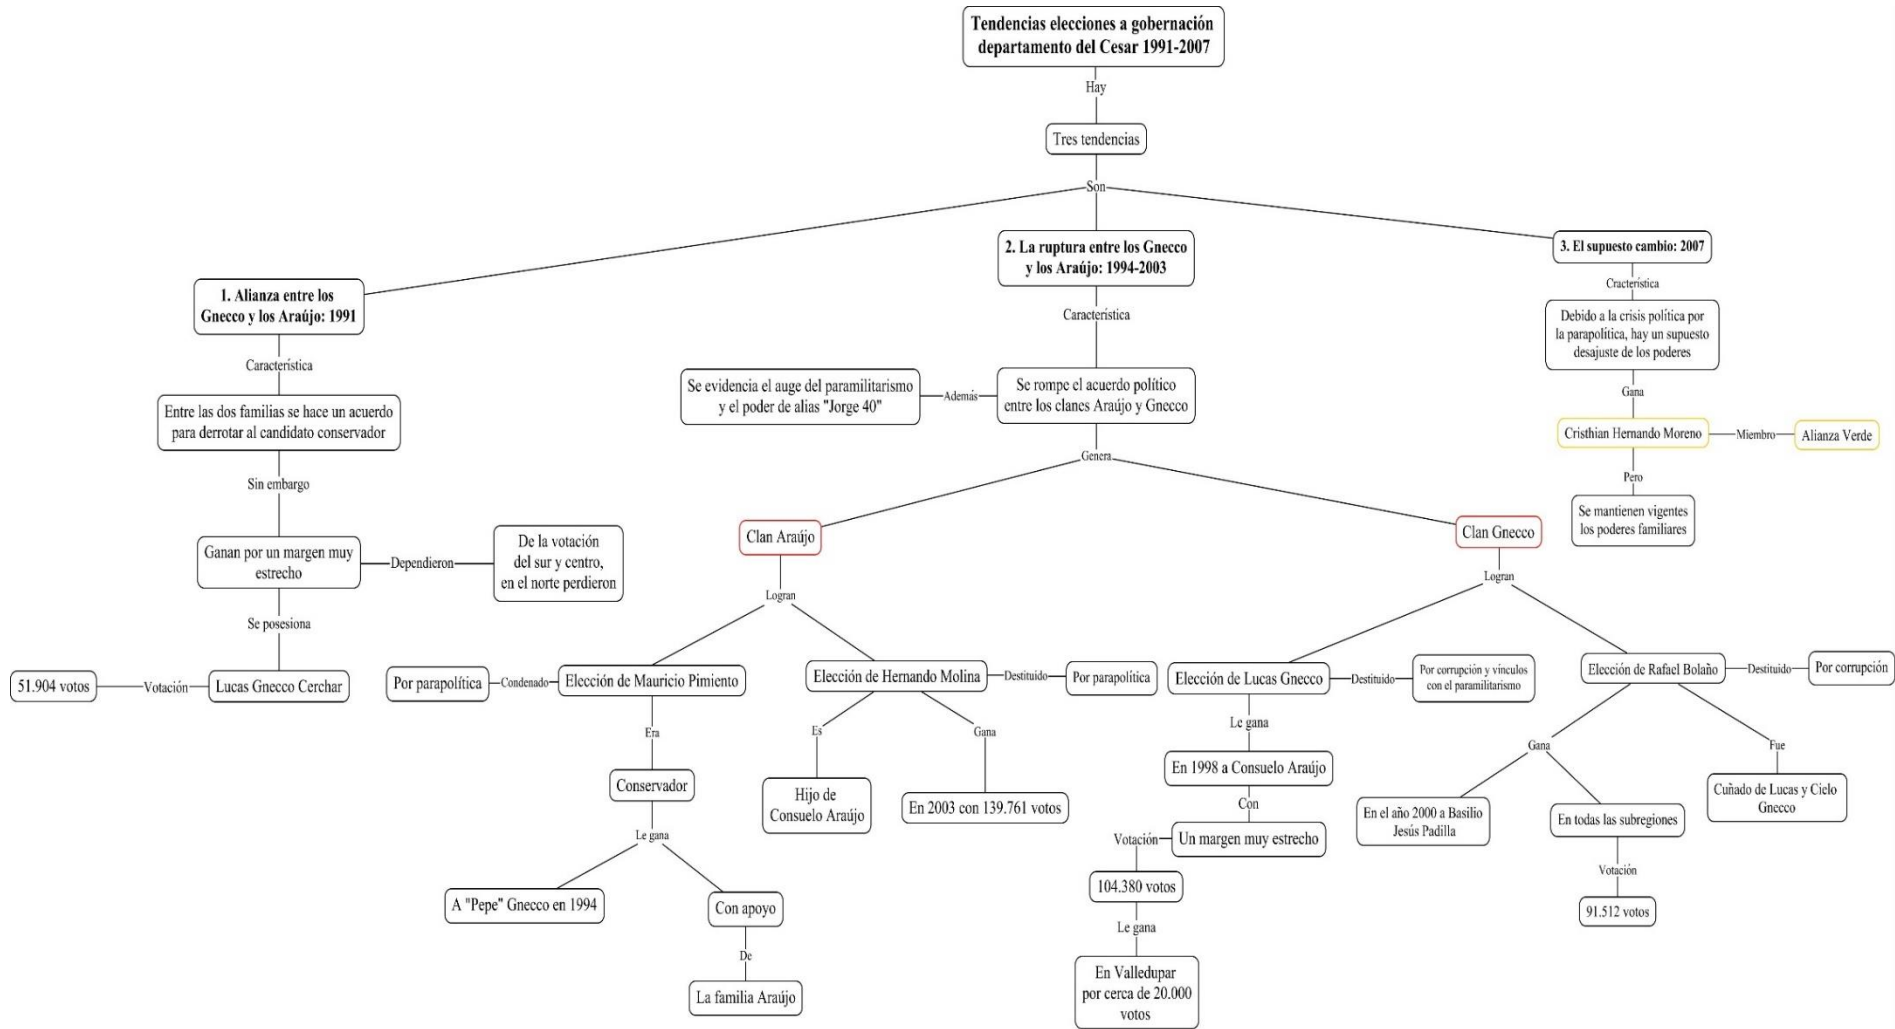 Tendencias elecciones a gobernación
departamento del Cesar 1991-2007
Hay
Tres tendencias
Son
1. Alianza entre los
Gnecco y los Araújo: 1991
Característica
Entre las dos familias se hace un acuerdo
para derrotar al candidato conservador
Sin embargo
Ganan por un margen muy
estrecho
Dependieron
De la votación
del sur y centro,
en el norte perdieron
Se posesiona
Lucas Gnecco Cerchar
Votación
51.904 votos
2. La ruptura entre los Gnecco
y los Araújo: 1994-2003
Caracteristica
Se rompe el acuerdo político
entre los clanes Araújo y Gnecco
Además
Se evidencia el auge del paramilitarismo
y el poder de alias "Jorge 40"
Genera
Clan Araújo
Logran
Elección de Mauricio Pimiento
Condenado
Por parapolítica
Era
Conservador
Le gana
A "Pepe" Gnecco en 1994
Con apoyo
De
La familia Araújo
Elección de Hernando Molina
Destituido
Por parapolítica
Es
Hijo de
Consuelo Araújo
Gana
En 2003 con 139.761 votos
Clan Gnecco
Logran
Elección de Lucas Gnecco
Destituido
Por corrupción y vínculos
con el paramilitarismo
Le gana
En 1998 a Consuelo Araújo
Con
Un margen muy estrecho
Votación
104.380 votos
Le gana
En Valledupar
por cerca de 20.000
votos
Elección de Rafael Bolaño
Destituido
Por corrupción
Gana
En el año 2000 a Basilio
Jesús Padilla
En todas las subregiones
Votación
91.512 votos
Fue
Cuñado de Lucas y Cielo
Gnecco
3. El supuesto cambio: 2007
Cracterística
Debido a la crisis política por
la parapolítica, hay un supuesto
desajuste de los poderes
Gana
Cristhian Hernando Moreno
Miembro
Alianza Verde
Pero
Se mantienen vigentes
los poderes familiares